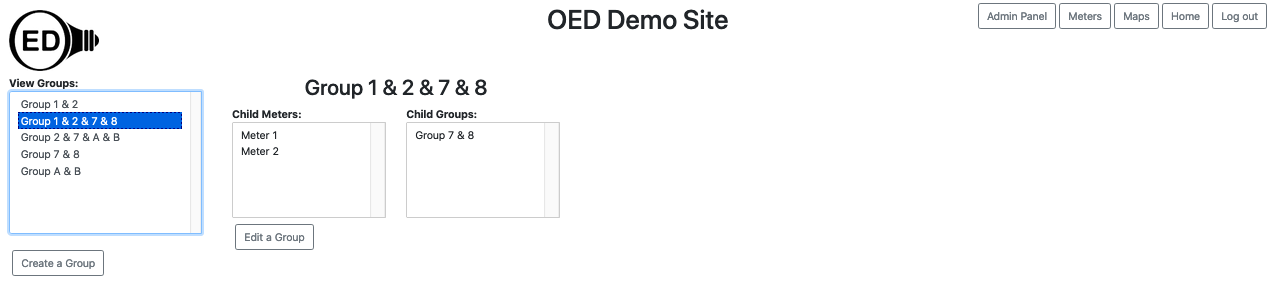 OED Demo Site
Admin Panel
Meters
Maps
Home
Log out
ED
View Groups:
Group 1 & 2
Group 1 & 2 & 7 & 8
Group 2 & 7 & A & B
Group 7 & 8
Group A & B
Create a Group
Group 1 & 2 & 7 & 8
Child Meters:
Meter 1
Meter 2
Child Groups:
Group 7 & 8
Edit a Group